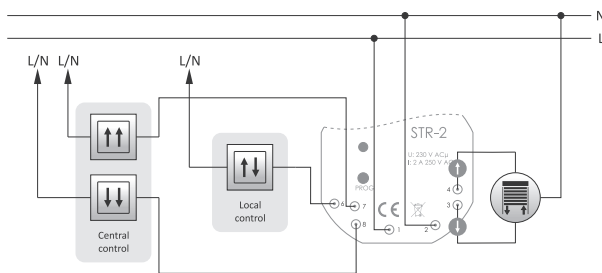 N
L
L/N L/N L/N
STR-2
U: 230 V ACµ
I: 2 A 250 V AC
PROG
4
3
6
7
8
1
2
Local
control
Central
control